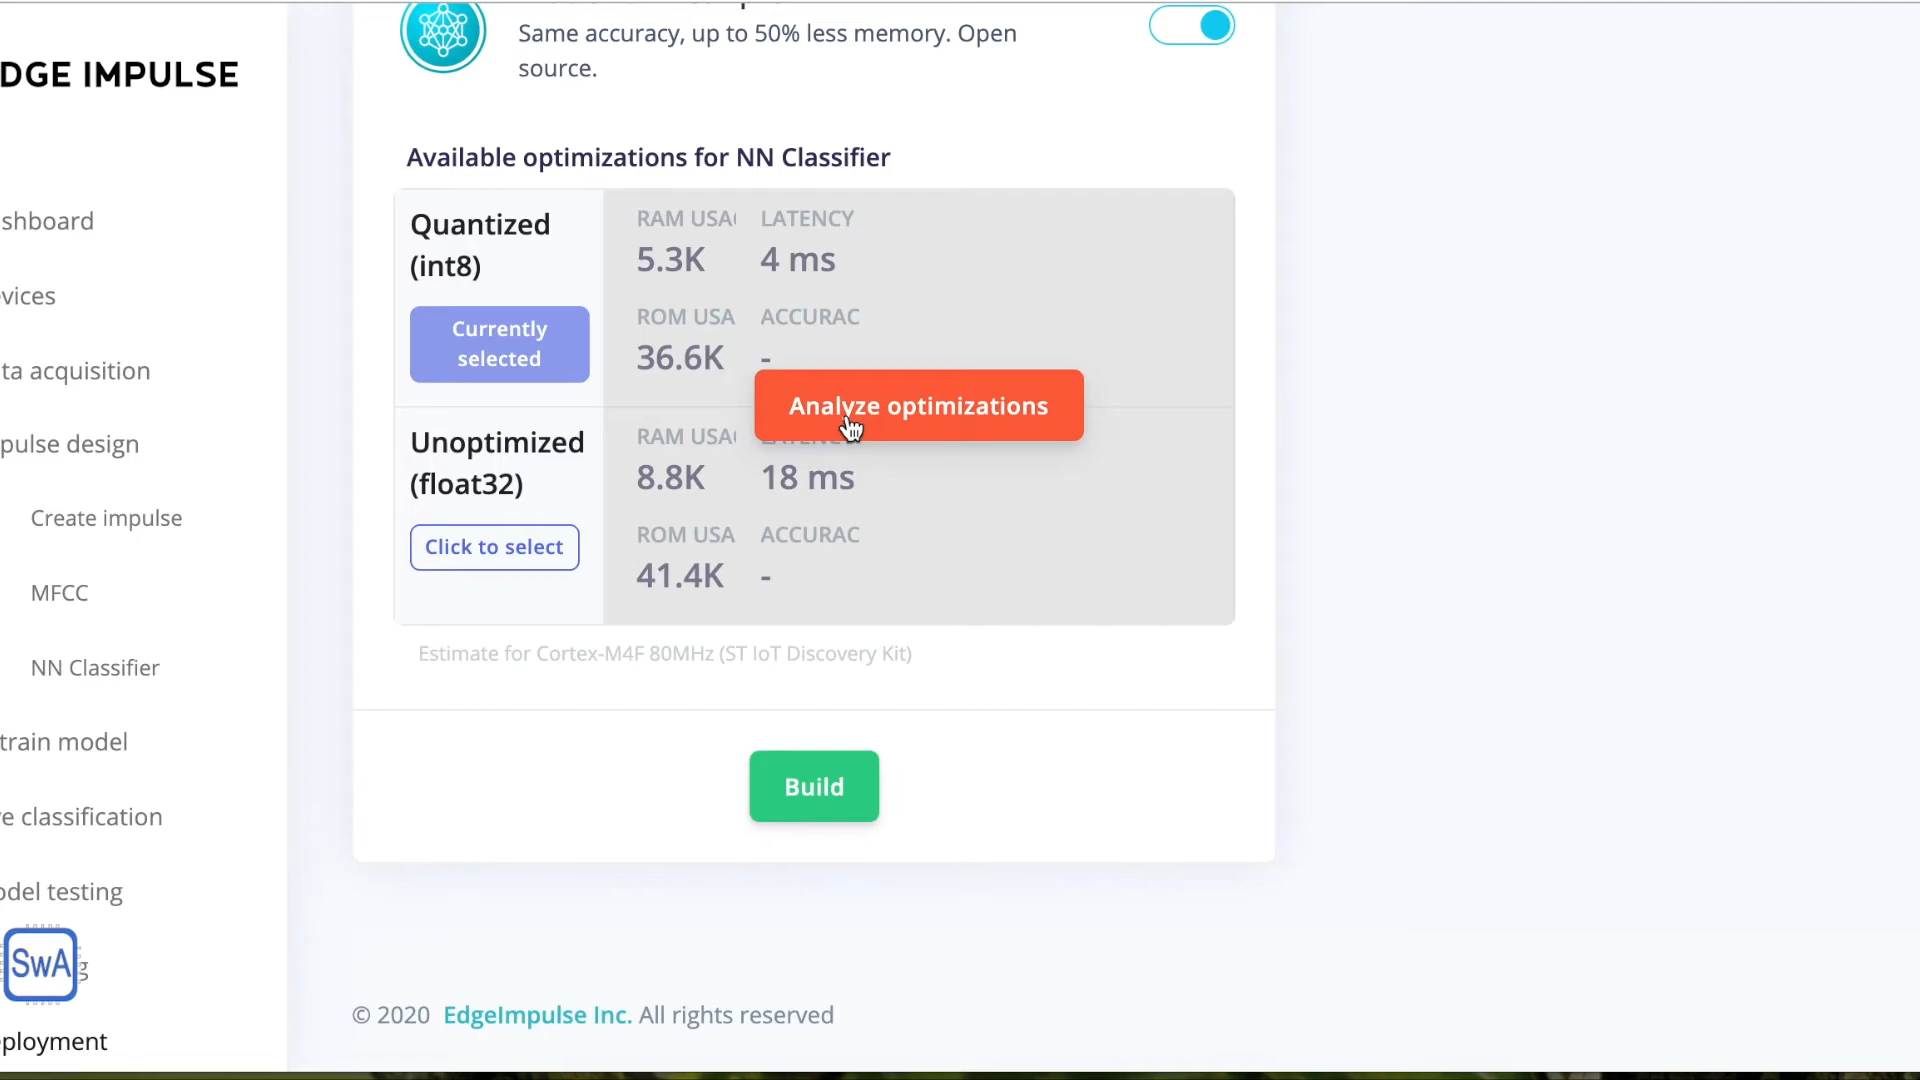 DGE IMPULSE
shboard
vices
ta acquisition
pulse design
Create impulse
MFCC
NN Classifier
train model
e classification
odel testing
SwA
g
ployment
Same accuracy, up to 50% less memory. Open
source.
Available optimizations for NN Classifier
Quantized
(int8)
Currently
selected
RAM USA
LATENCY
5.3K
4 ms
ROM USA
ACCURAC
36.6K
-
Analyze optimizations
Unoptimized
(float32)
Click to select
RAM USA
LATENCY
8.8K
18 ms
ROM USA
ACCURAC
41.4K
-
Estimate for Cortex-M4F 80MHz (ST IoT Discovery Kit)
Build
© 2020 EdgeImpulse Inc. All rights reserved